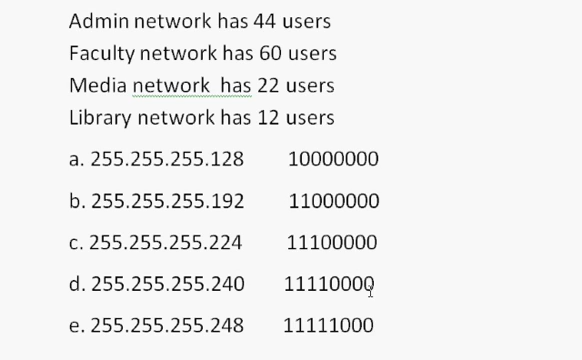 Admin network has 44 users
Faculty network has 60 users
Media network has 22 users
Library network has 12 users
a. 255.255.255.128 10000000
b. 255.255.255.192 11000000
c. 255.255.255.224 11100000
d. 255.255.255.240 11110000
e. 255.255.255.248 11111000